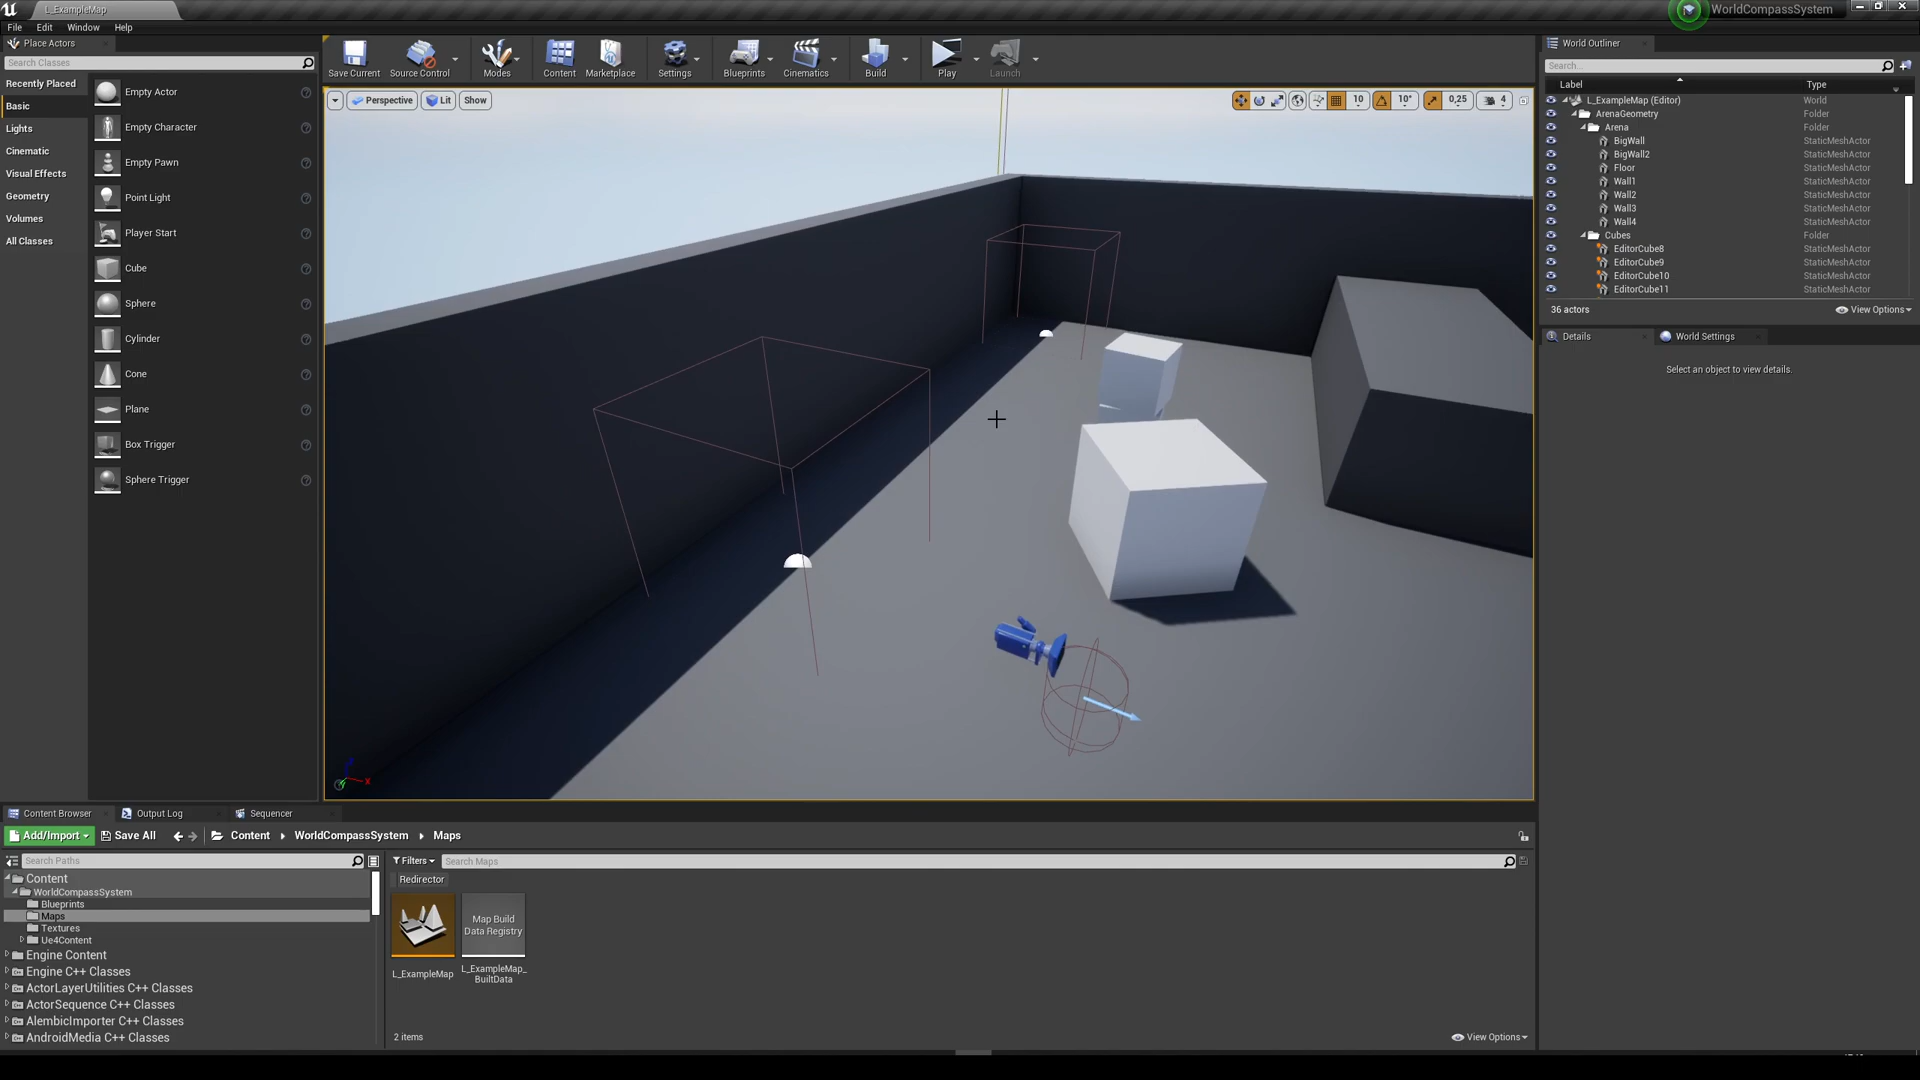 L_ExampleMap
WorldCompassSystem
File Edit Window Help
Place Actors
Search Classes
Recently Placed
Basic
Lights
Cinematic
Visual Effects
Geometry
Volumes
All Classes
Empty Actor
Empty Character
Empty Pawn
Point Light
Player Start
Cube
Sphere
Cylinder
Cone
Plane
Box Trigger
Sphere Trigger
Save Current Source Control Modes Content Marketplace Settings Blueprints Cinematics Build Play Launch
Perspective Lit Show
10 10° 0,25 4
X
World Outliner
Search...
Label Type
L_ExampleMap (Editor) World
ArenaGeometry Folder
Arena Folder
BigWall StaticMeshActor
BigWall2 StaticMeshActor
Floor StaticMeshActor
Wall1 StaticMeshActor
Wall2 StaticMeshActor
Wall3 StaticMeshActor
Wall4 StaticMeshActor
Cubes Folder
EditorCube8 StaticMeshActor
EditorCube9 StaticMeshActor
EditorCube10 StaticMeshActor
EditorCube11 StaticMeshActor
36 actors View Options
Details World Settings
Select an object to view details.
Content Browser Output Log Sequencer
Add/Import Save All Content WorldCompassSystem Maps
Search Paths
Content
WorldCompassSystem
Blueprints
Maps
Textures
Ue4Content
Engine Content
Engine C++ Classes
ActorLayerUtilities C++ Classes
ActorSequence C++ Classes
AlembicImporter C++ Classes
AndroidMedia C++ Classes
Filters Search Maps
Redirector
Map Build
Data Registry
L_ExampleMap
L_ExampleMap_
BuiltData
2 items View Options